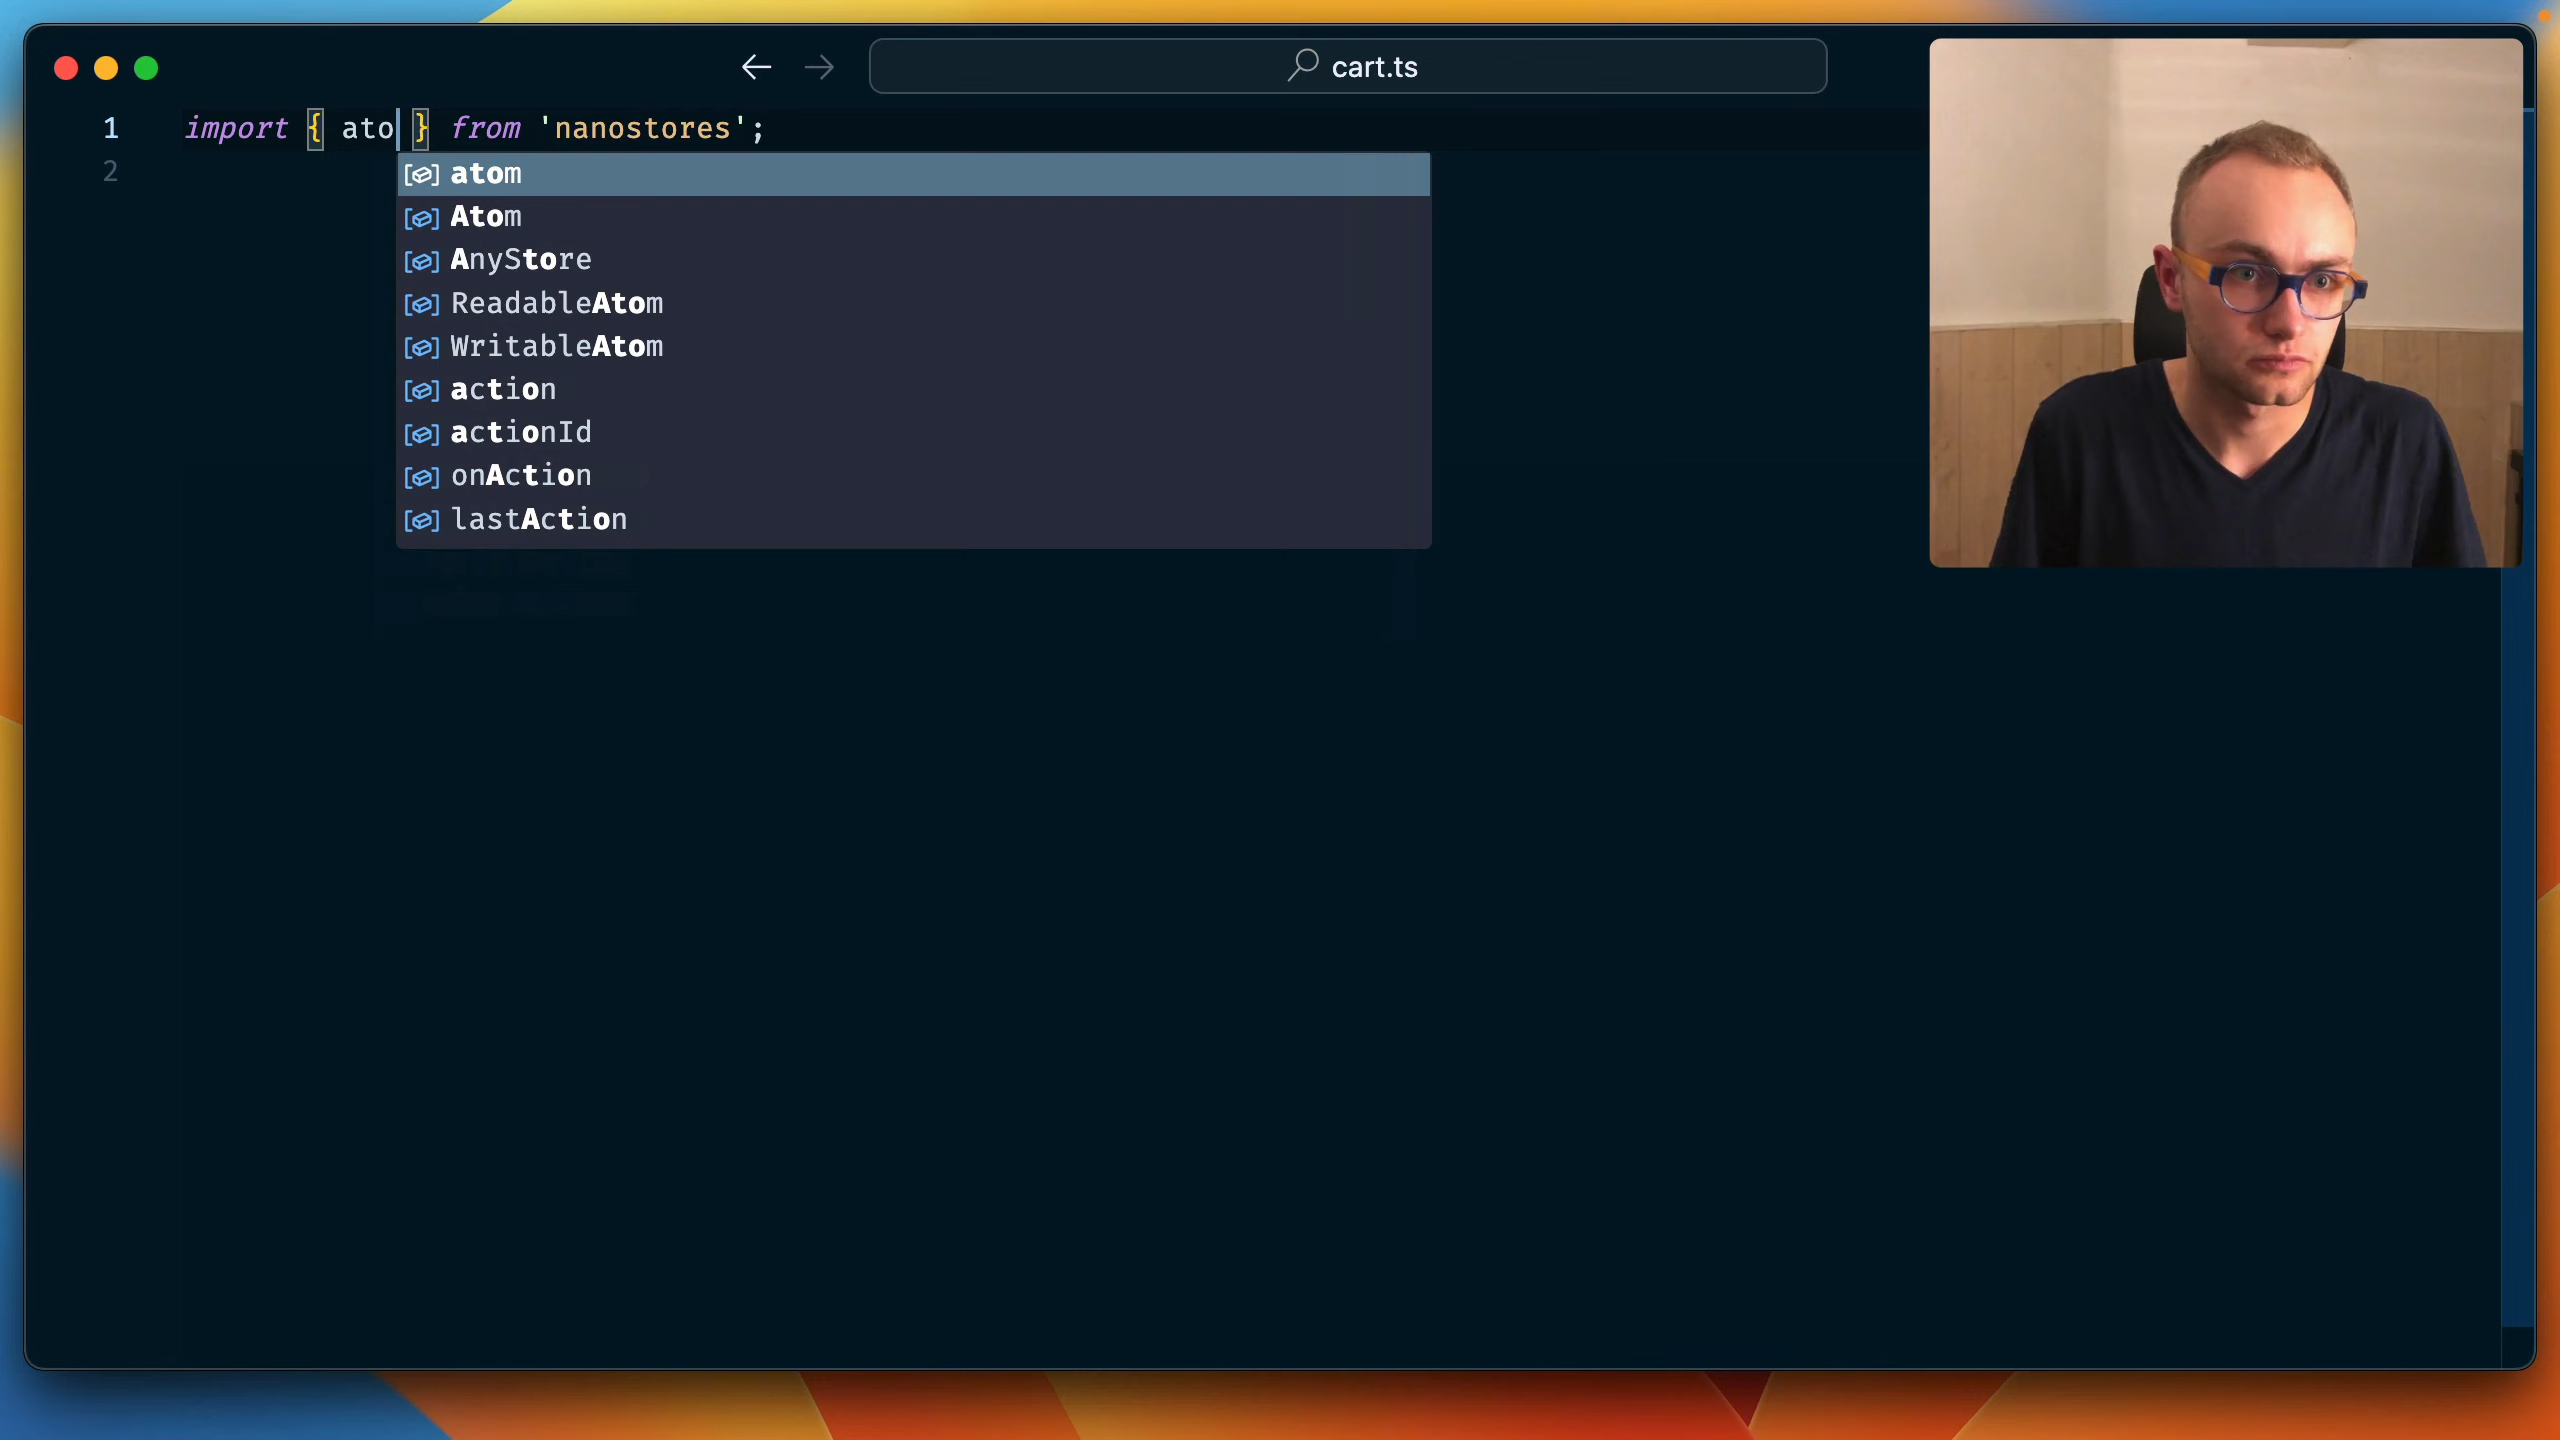 cart.ts
1 import { ato } from 'nanostores';
2
atom
Atom
AnyStore
ReadableAtom
WritableAtom
action
actionId
onAction
lastAction